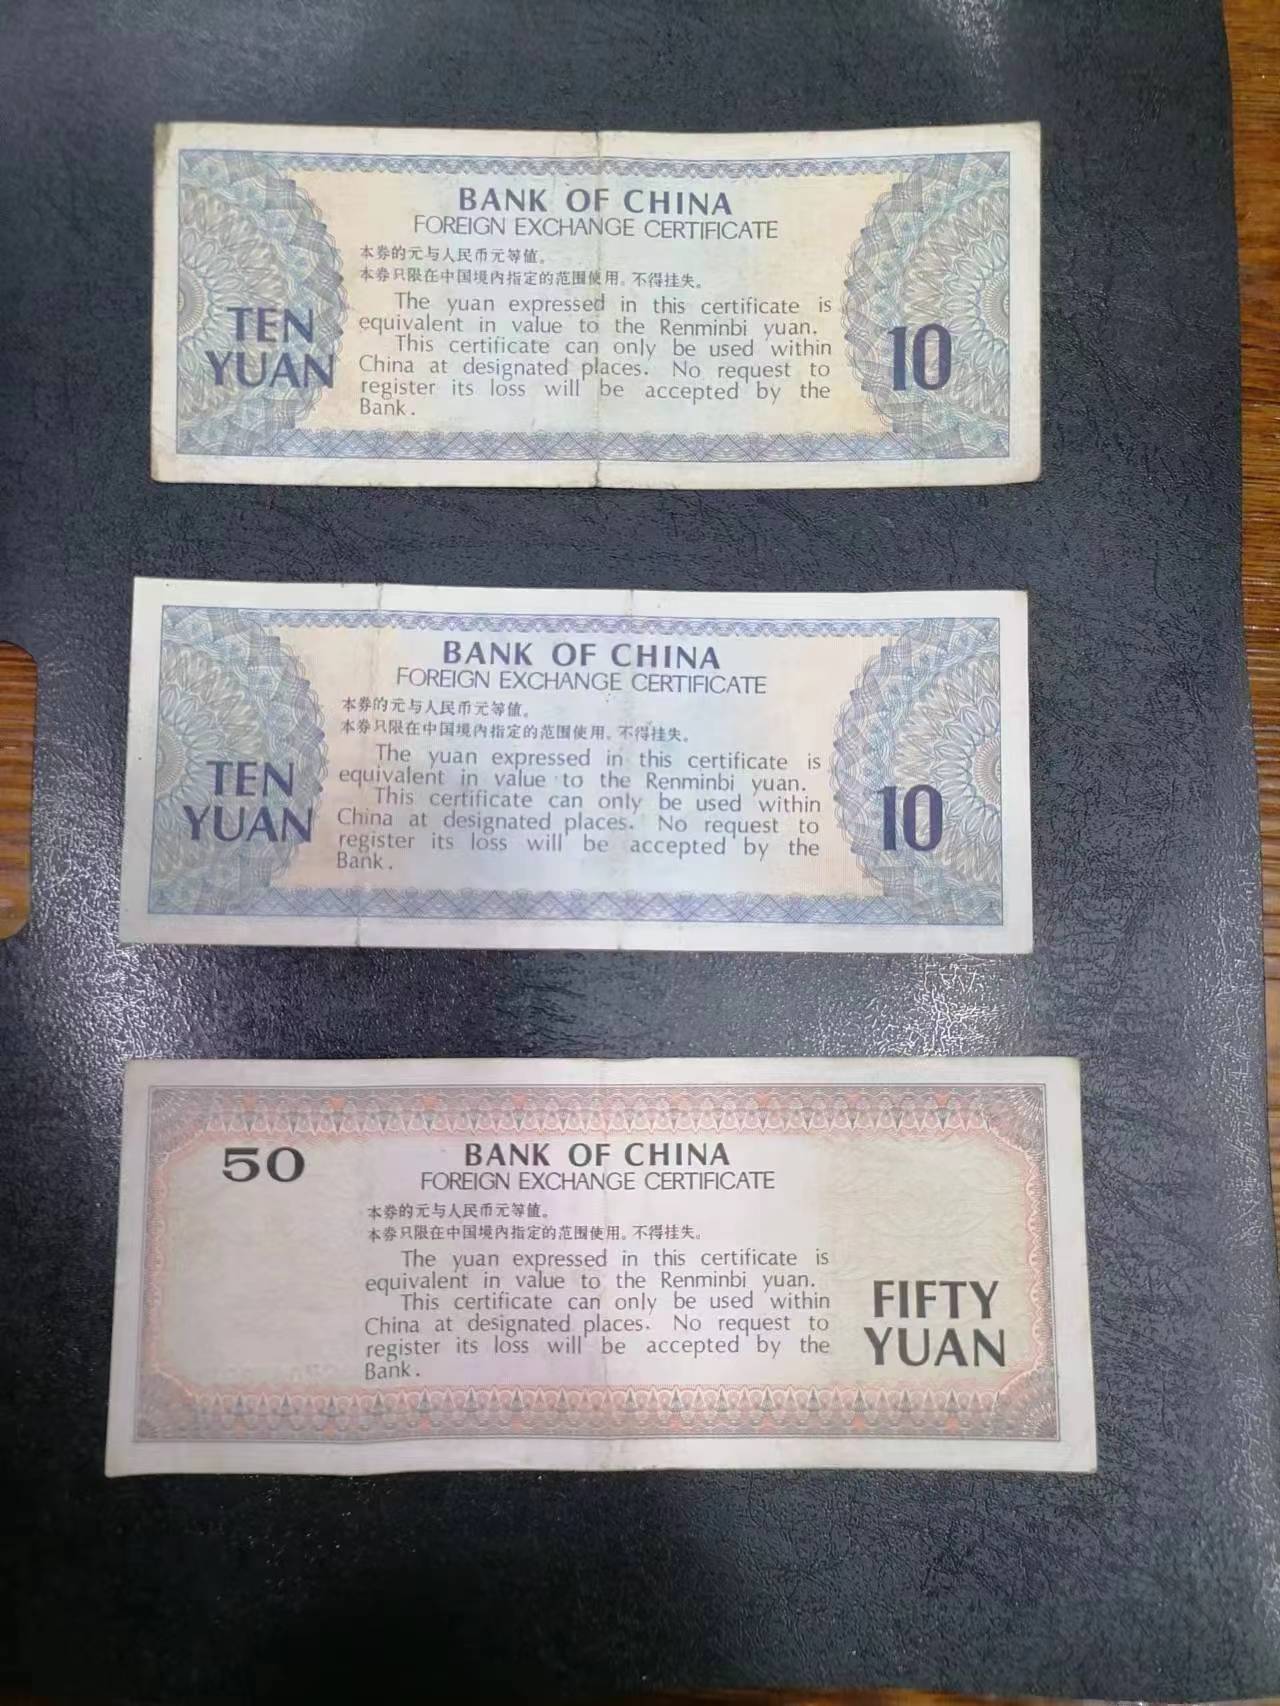 BANK OF CHINA
FOREIGN EXCHANGE CERTIFICATE
本券的元与人民币元等值。
本券只限在中国境内指定的范围使用。不得挂失。
The yuan expressed in this certificate is
equivalent in value to the Renminbi yuan.
This certificate can only be used within
China at designated places. No request to
register its loss will be accepted by the
Bank.
TEN
YUAN
10
BANK OF CHINA
FOREIGN EXCHANGE CERTIFICATE
本券的元与人民币元等值。
本券只限在中国境内指定的范围使用。不得挂失。
The yuan expressed in this certificate is
equivalent in value to the Renminbi yuan.
This certificate can only be used within
China at designated places. No request to
register its loss will be accepted by the
Bank.
TEN
YUAN
10
50
BANK OF CHINA
FOREIGN EXCHANGE CERTIFICATE
本券的元与人民币元等值。
本券只限在中国境内指定的范围使用。不得挂失。
The yuan expressed in this certificate is
equivalent in value to the Renminbi yuan.
This certificate can only be used within
China at designated places. No request to
register its loss will be accepted by the
Bank.
FIFTY
YUAN